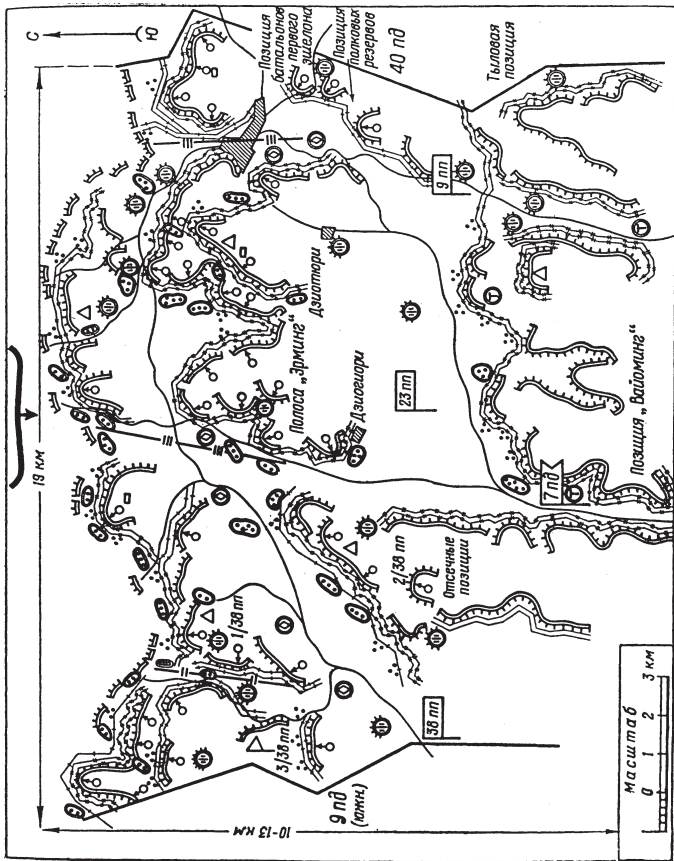 С
Ю
19 км
Позиция
батальонов
первого
эшелона
Позиция
полковых
резервов
40 пд
Тыловая
позиция
9 пп
Дзиотюри
Полоса „Эрминг“
Дзиогиори
23 пп
Позиция „Вайоминг“
7 пд
2/38 пп
Отсечные
позиции
1/38 пп
3/38 пп
38 пп
9 пд
(южн.)
10-13 км
Масштаб
0 1 2 3 км